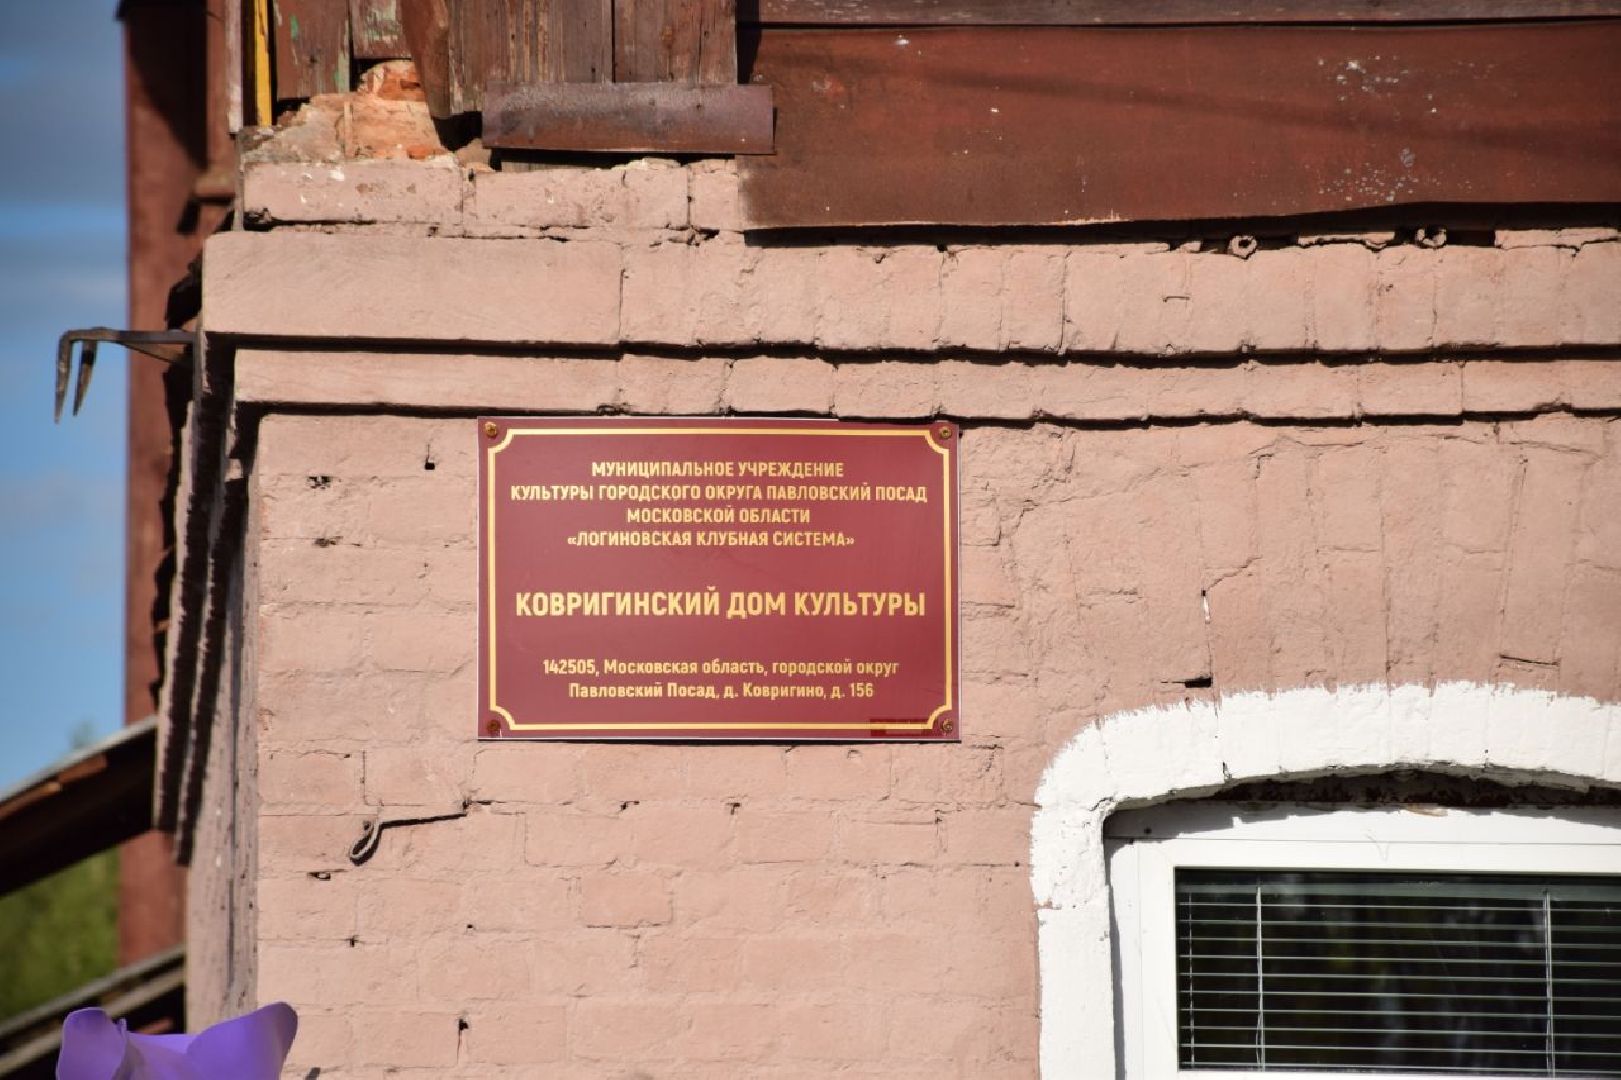 МУНИЦИПАЛЬНОЕ УЧРЕЖДЕНИЕ
КУЛЬТУРЫ ГОРОДСКОГО ОКРУГА ПАВЛОВСКИЙ ПОСАД
МОСКОВСКОЙ ОБЛАСТИ
«ЛОГИНОВСКАЯ КЛУБНАЯ СИСТЕМА»
КОВРИГИНСКИЙ ДОМ КУЛЬТУРЫ
142505, Московская область, городской округ
Павловский Посад, д. Ковригино, д. 156